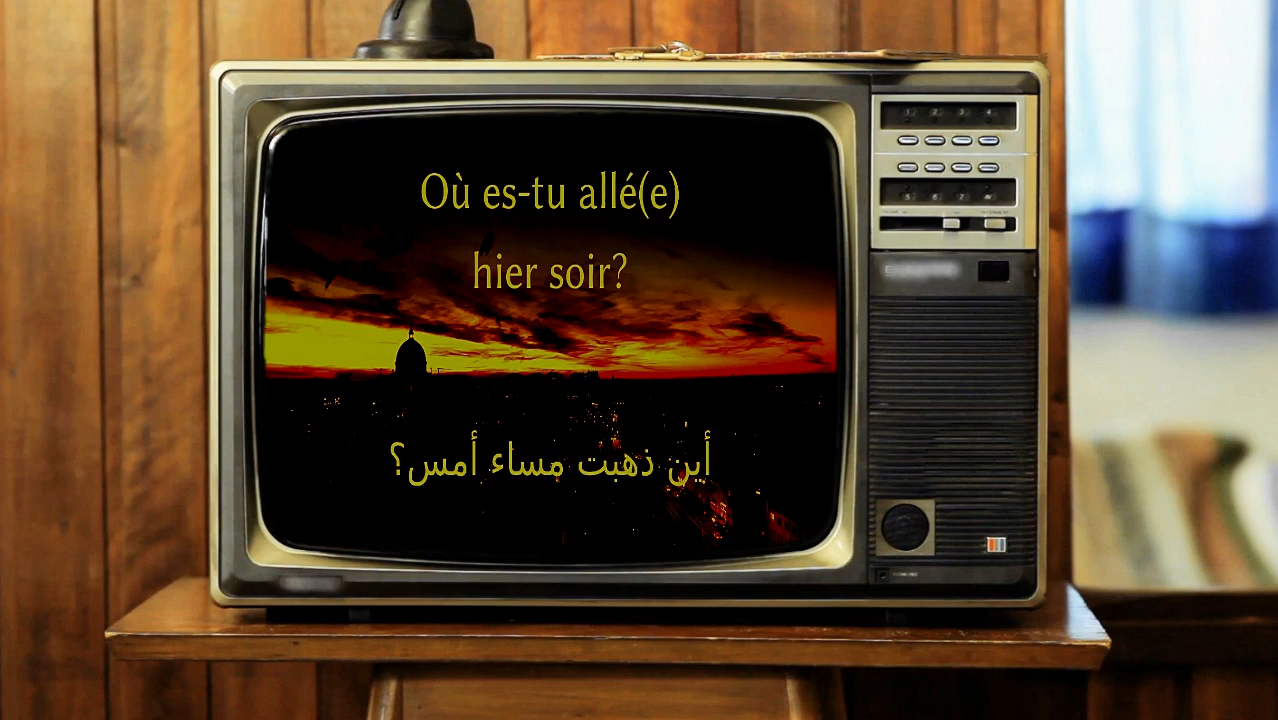 Où es-tu allé(e)
hier soir?
أين ذهبت مساء أمس؟